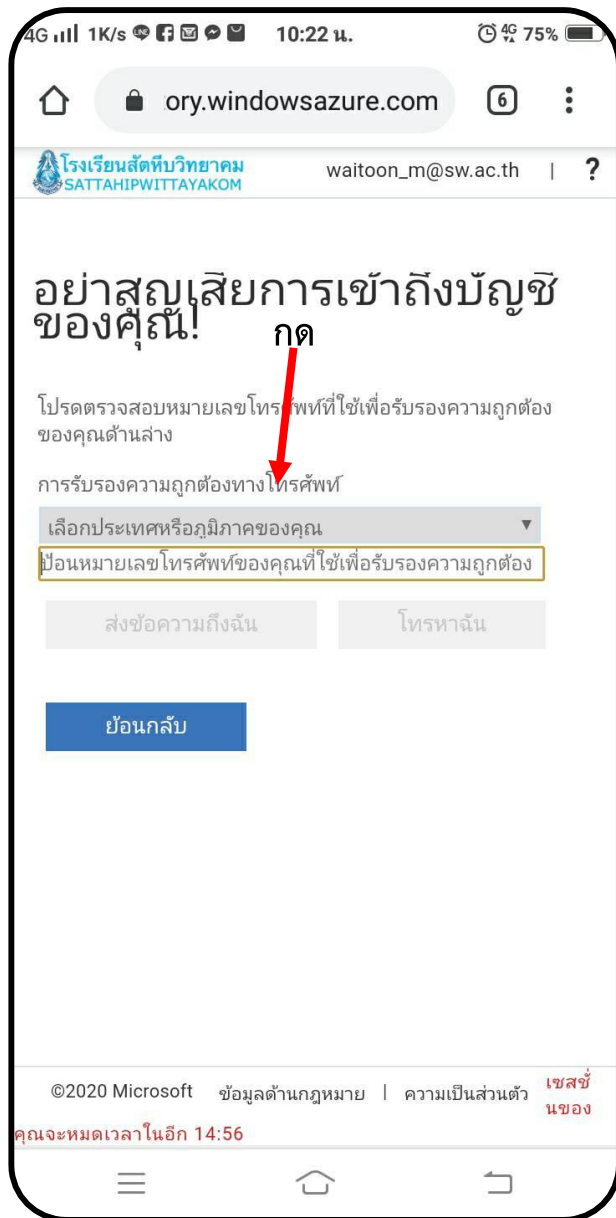 4G 1K/s 10:22 น. 4G 75%
ory.windowsazure.com 6
โรงเรียนสัตหีบวิทยาคม
SATTAHIPWITTAYAKOM
waitoon_m@sw.ac.th | ?
อย่าสูญเสียการเข้าถึงบัญชี
ของคุณ!
กด
โปรดตรวจสอบหมายเลขโทรศัพท์ที่ใช้เพื่อรับรองความถูกต้อง
ของคุณด้านล่าง
การรับรองความถูกต้องทางโทรศัพท์
เลือกประเทศหรือภูมิภาคของคุณ
ป้อนหมายเลขโทรศัพท์ของคุณที่ใช้เพื่อรับรองความถูกต้อง
ส่งข้อความถึงฉัน โทรหาฉัน
ย้อนกลับ
©2020 Microsoft ข้อมูลด้านกฎหมาย | ความเป็นส่วนตัว เซสชั่
นของ
คุณจะหมดเวลาในอีก 14:56